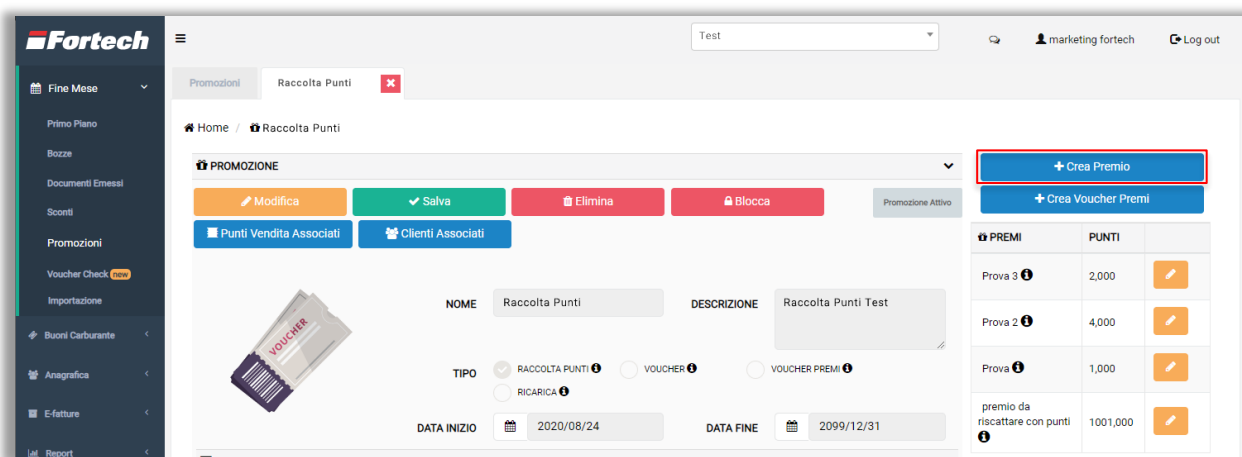 Fortech
Test
marketing fortech
Log out
Fine Mese
Promozioni
Raccolta Punti
Primo Piano
Home / Raccolta Punti
Bozze
PROMOZIONE
Crea Premio
Documenti Emessi
Modifica
Salva
Elimina
Blocca
Promozione Attivo
Crea Voucher Premi
Sconti
Punti Vendita Associati
Clienti Associati
Promozioni
PREMI
PUNTI
Voucher Check new
Prova 3
2,000
Importazione
NOME
Raccolta Punti
DESCRIZIONE
Raccolta Punti Test
VOUCHER
Buoni Carburante
Prova 2
4,000
Anagrafica
TIPO
RACCOLTA PUNTI
VOUCHER
VOUCHER PREMI
Prova
1,000
RICARICA
E-fatture
premio da
riscattare con punti
1001,000
DATA INIZIO
2020/08/24
DATA FINE
2099/12/31
Report